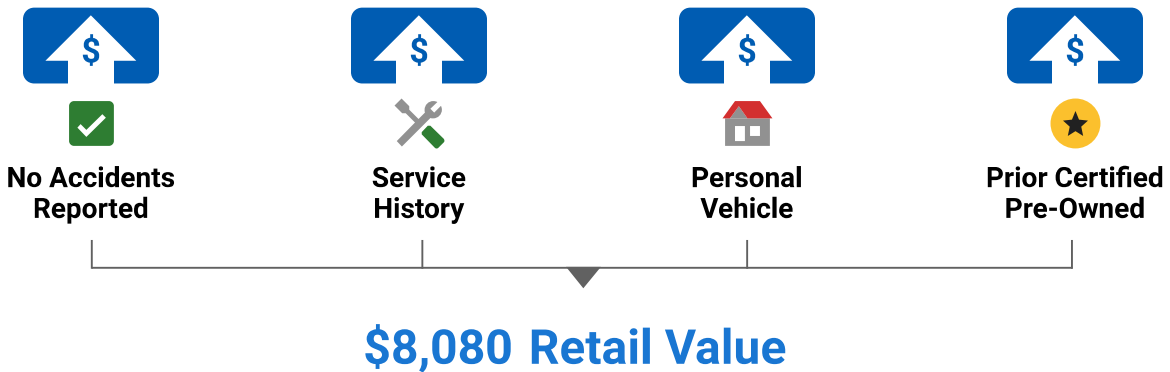 $ $ $ $
No Accidents Reported
Service History
Personal Vehicle
Prior Certified Pre-Owned
$8,080 Retail Value